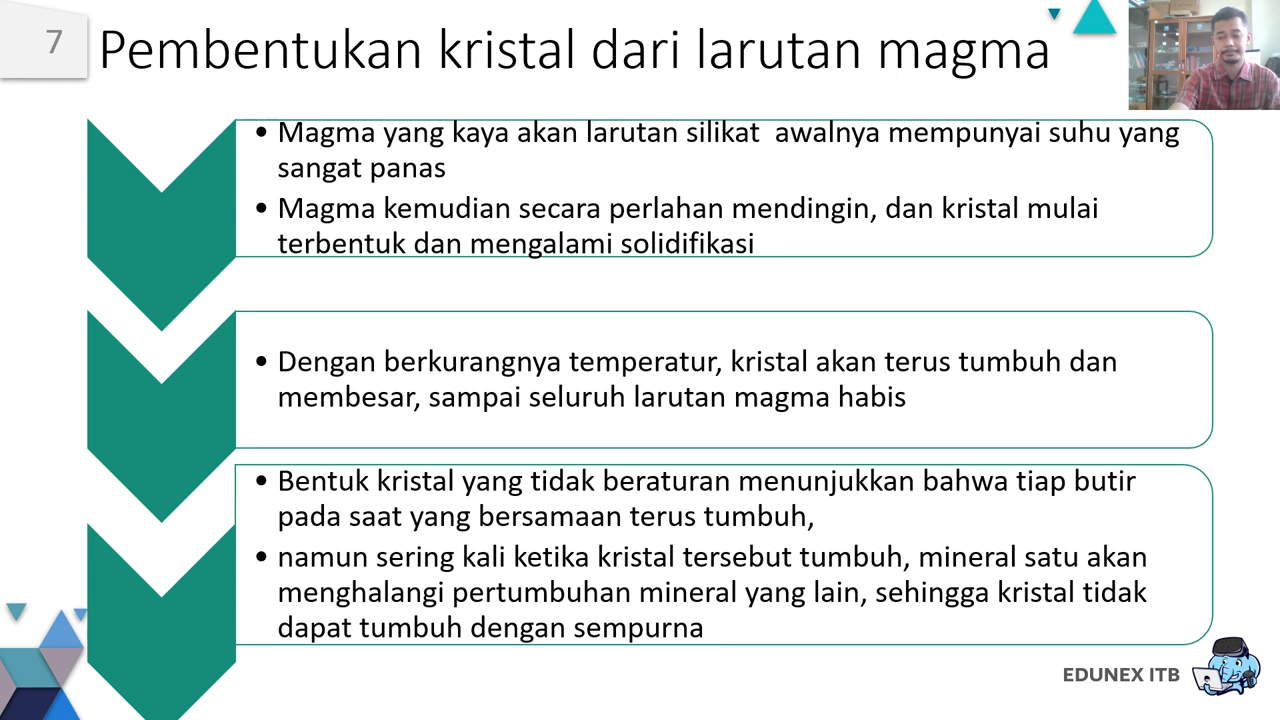 7
Pembentukan kristal dari larutan magma
• Magma yang kaya akan larutan silikat  awalnya mempunyai suhu yang
sangat panas
• Magma kemudian secara perlahan mendingin, dan kristal mulai
terbentuk dan mengalami solidifikasi
• Dengan berkurangnya temperatur, kristal akan terus tumbuh dan
membesar, sampai seluruh larutan magma habis
• Bentuk kristal yang tidak beraturan menunjukkan bahwa tiap butir
pada saat yang bersamaan terus tumbuh,
• namun sering kali ketika kristal tersebut tumbuh, mineral satu akan
menghalangi pertumbuhan mineral yang lain, sehingga kristal tidak
dapat tumbuh dengan sempurna
EDUNEX ITB